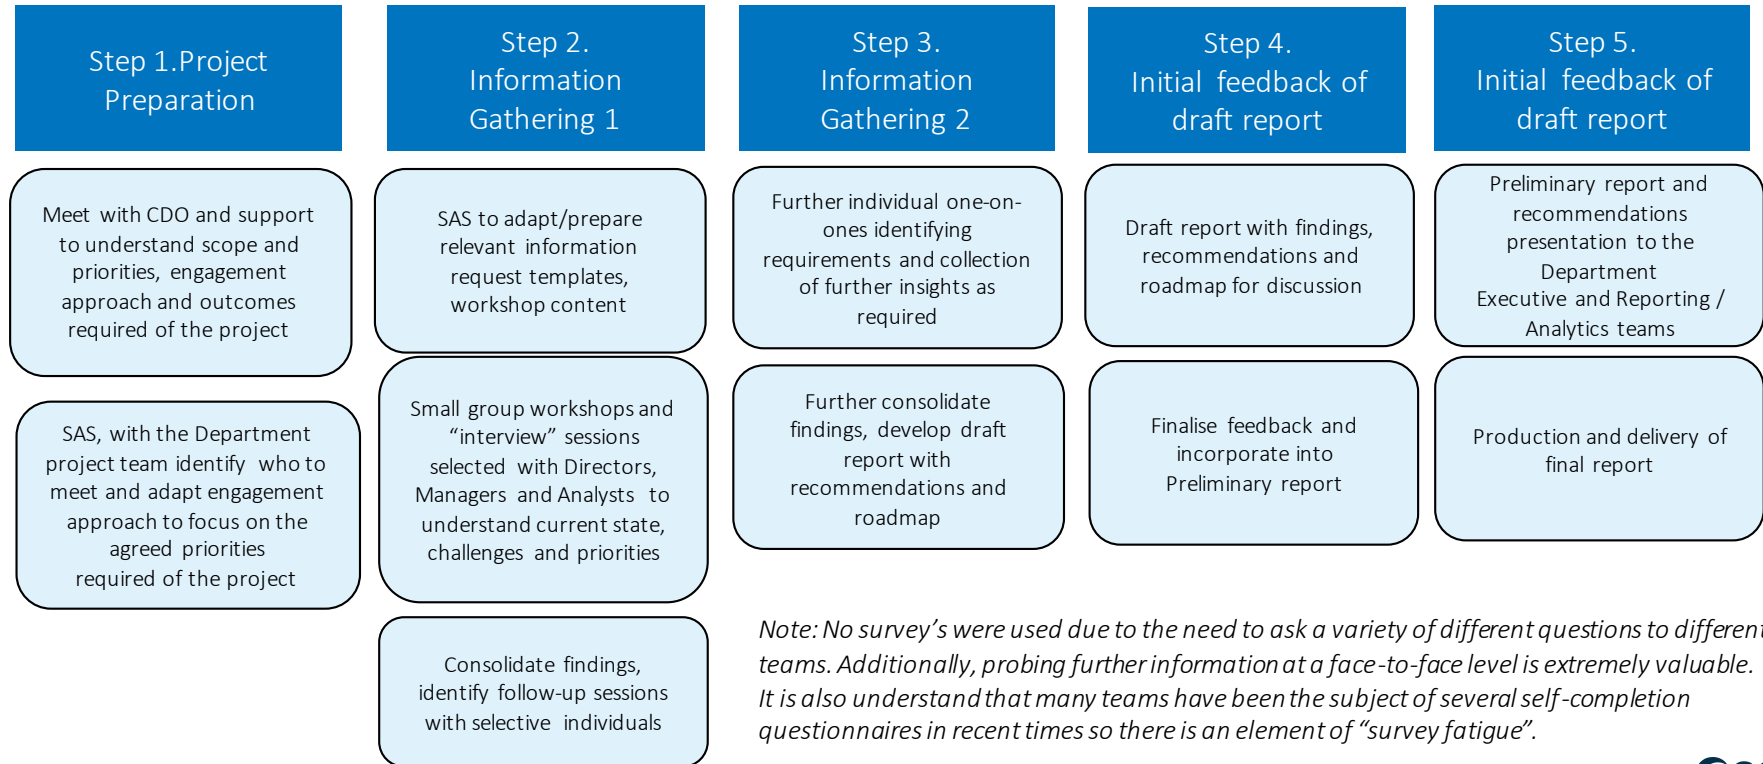 Step 1.Project
Preparation
Step 2.
Information
Gathering 1
Step 3.
Information
Gathering 2
Step 4.
Initial feedback of
draft report
Step 5.
Initial feedback of
draft report
Meet with CDO and support
to understand scope and
priorities, engagement
approach and outcomes
required of the project
SAS, with the Department
project team identify who to
meet and adapt engagement
approach to focus on the
agreed priorities
required of the project
SAS to adapt/prepare
relevant information
request templates,
workshop content
Small group workshops and
“interview” sessions
selected with Directors,
Managers and Analysts to
understand current state,
challenges and priorities
Consolidate findings,
identify follow-up sessions
with selective individuals
Further individual one-on-
ones identifying
requirements and collection
of further insights as
required
Further consolidate
findings, develop draft
report with
recommendations and
roadmap
Draft report with findings,
recommendations and
roadmap for discussion
Finalise feedback and
incorporate into
Preliminary report
Preliminary report and
recommendations
presentation to the
Department
Executive and Reporting /
Analytics teams
Production and delivery of
final report
Note: No survey’s were used due to the need to ask a variety of different questions to different
teams. Additionally, probing further information at a face-to-face level is extremely valuable.
It is also understand that many teams have been the subject of several self-completion
questionnaires in recent times so there is an element of “survey fatigue”.